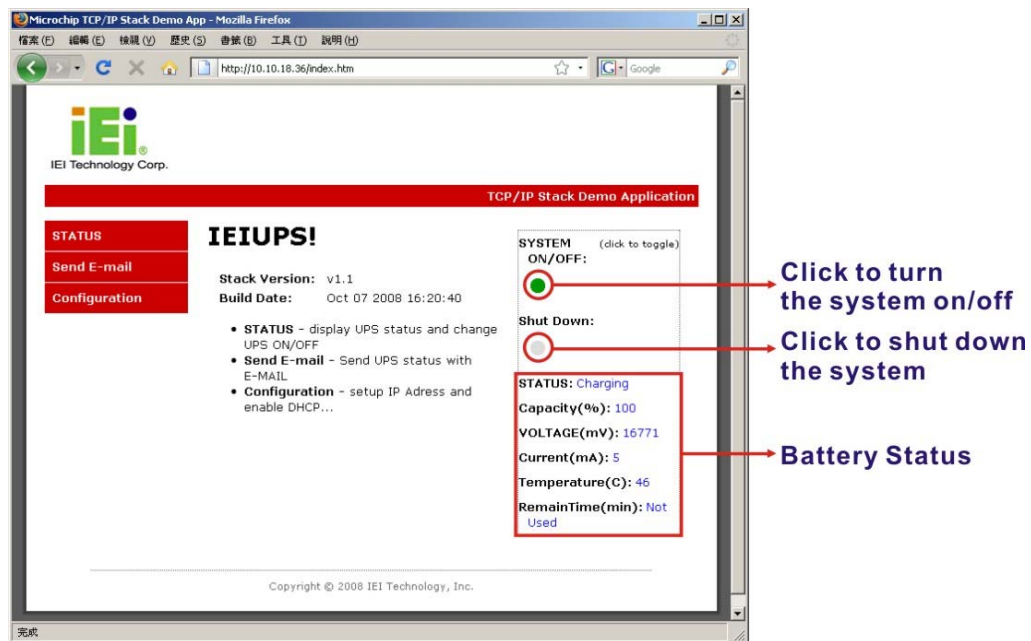 Microchip TCP/IP Stack Demo App - Mozilla Firefox
檔案(F) 編輯(E) 檢視(V) 歷史(S) 書籤(B) 工具(T) 說明(H)
http://10.10.18.36/index.htm
G Google
iEi
IEI Technology Corp.
TCP/IP Stack Demo Application
STATUS
Send E-mail
Configuration
IEIUPS!
Stack Version: v1.1
Build Date: Oct 07 2008 16:20:40
• STATUS - display UPS status and change
UPS ON/OFF
• Send E-mail - Send UPS status with
E-MAIL
• Configuration - setup IP Adress and
enable DHCP...
SYSTEM (click to toggle)
ON/OFF:
Shut Down:
STATUS: Charging
Capacity(%): 100
VOLTAGE(mV): 16771
Current(mA): 5
Temperature(C): 46
RemainTime(min): Not
Used
Click to turn
the system on/off
Click to shut down
the system
Battery Status
Copyright © 2008 IEI Technology, Inc.
完成